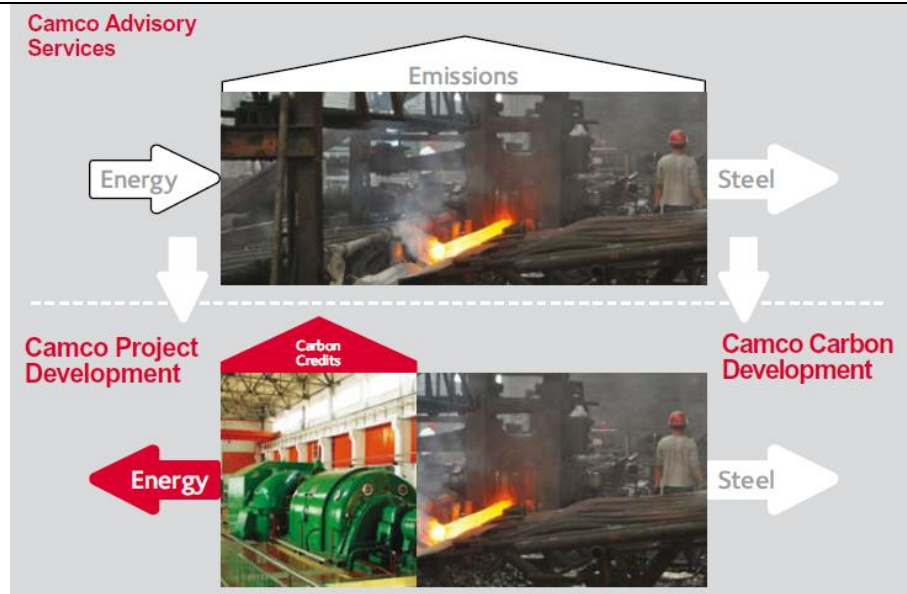 Camco Advisory
Services
Emissions
Energy
Steel
Camco Project
Development
Carbon
Credits
Camco Carbon
Development
Energy
Steel